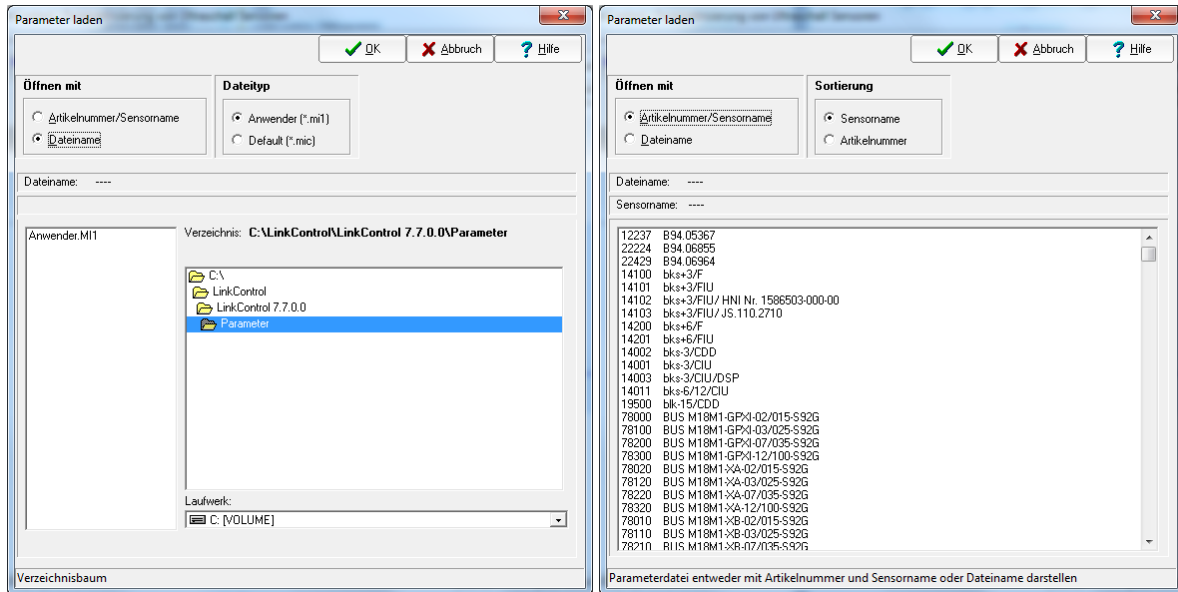 Parameter laden
OK
Abbruch
Hilfe
Öffnen mit
Artikelnummer/Sensorname
Dateiname
Dateityp
Anwender (*.mi1)
Default (*.mic)
Dateiname: ----
Anwender.MI1
Verzeichnis: C:\LinkControl\LinkControl 7.7.0.0\Parameter
C:\
LinkControl
LinkControl 7.7.0.0
Parameter
Laufwerk:
C: [VOLUME]
Verzeichnisbaum
Parameter laden
OK
Abbruch
Hilfe
Öffnen mit
Artikelnummer/Sensorname
Dateiname
Sortierung
Sensorname
Artikelnummer
Dateiname: ----
Sensorname: ----
12237 B94.05367
22224 B94.06855
22429 B94.06964
14100 bks+3/F
14101 bks+3/FIU
14102 bks+3/FIU/ HNI Nr. 1586503-000-00
14103 bks+3/FIU/ JS.110.2710
14200 bks+6/F
14201 bks+6/FIU
14002 bks-3/CDD
14001 bks-3/CIU
14003 bks-3/CIU/DSP
14011 bks-6/12/CIU
19500 blk-15/CDD
78000 BUS M18M1-GPXI-02/015-S92G
78100 BUS M18M1-GPXI-03/025-S92G
78200 BUS M18M1-GPXI-07/035-S92G
78300 BUS M18M1-GPXI-12/100-S92G
78020 BUS M18M1-XA-02/015-S92G
78120 BUS M18M1-XA-03/025-S92G
78220 BUS M18M1-XA-07/035-S92G
78320 BUS M18M1-XA-12/100-S92G
78010 BUS M18M1-XB-02/015-S92G
78110 BUS M18M1-XB-03/025-S92G
78210 BUS M18M1-XB-07/035-S92G
Parameterdatei entweder mit Artikelnummer und Sensorname oder Dateiname darstellen